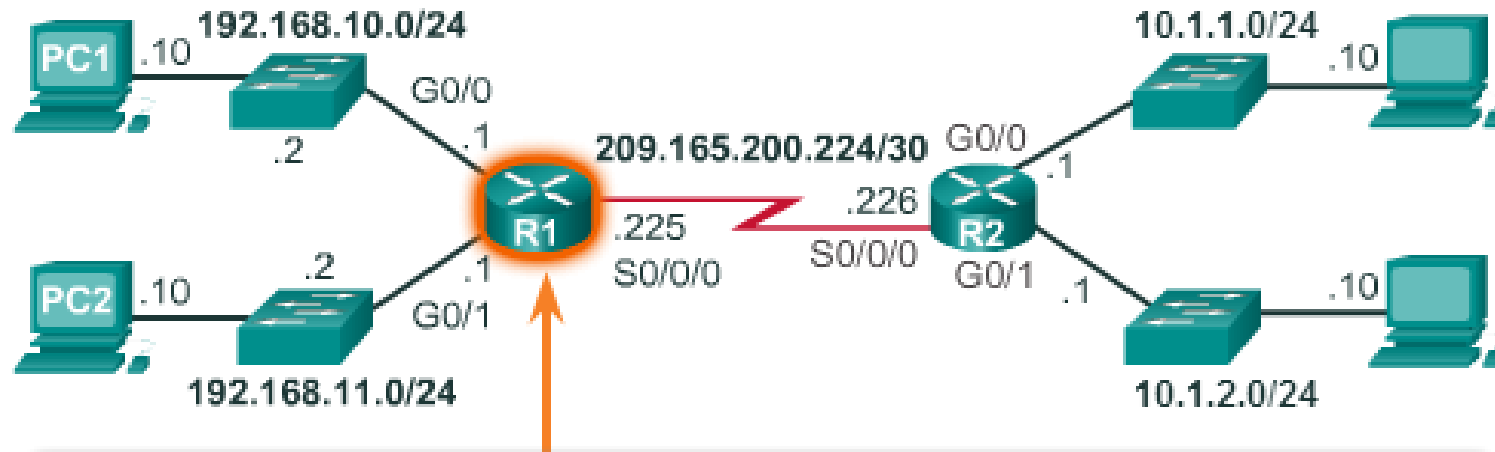 192.168.10.0/24
10.1.1.0/24
PC1
.10
G0/0
.2
.1
209.165.200.224/30
G0/0
.1
.10
R1
.225
S0/0/0
.226
S0/0/0
R2
G0/1
PC2
.10
.2
.1
G0/1
.1
.10
192.168.11.0/24
10.1.2.0/24